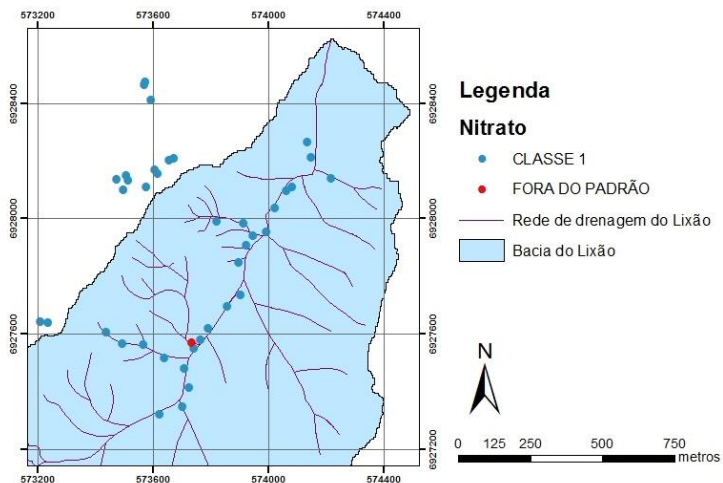 573200 573600 574000 574400
6928400 6928400
6928000 6928000
6927600 6927600
6927200 6927200
573200 573600 574000 574400
Legenda
Nitrato
CLASSE 1
FORA DO PADRÃO
Rede de drenagem do Lixão
Bacia do Lixão
N
0 125 250 500 750
metros